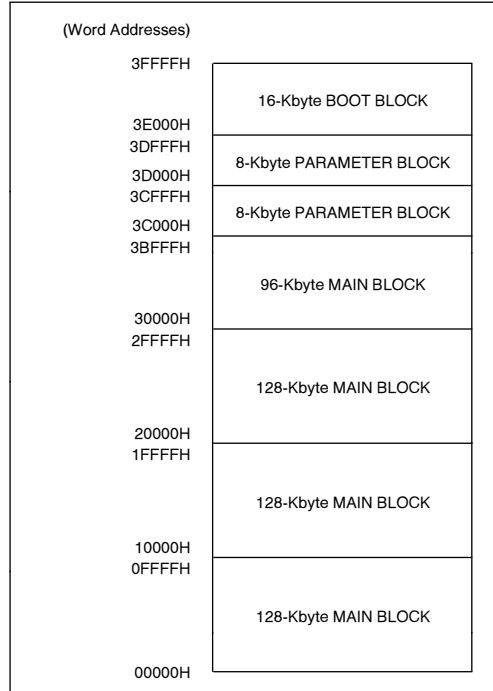 (Word Addresses)
3FFFFH
16-Kbyte BOOT BLOCK
3E000H
3DFFFH
8-Kbyte PARAMETER BLOCK
3D000H
3CFFFH
8-Kbyte PARAMETER BLOCK
3C000H
3BFFFH
96-Kbyte MAIN BLOCK
30000H
2FFFFH
128-Kbyte MAIN BLOCK
20000H
1FFFFH
128-Kbyte MAIN BLOCK
10000H
0FFFFH
128-Kbyte MAIN BLOCK
00000H